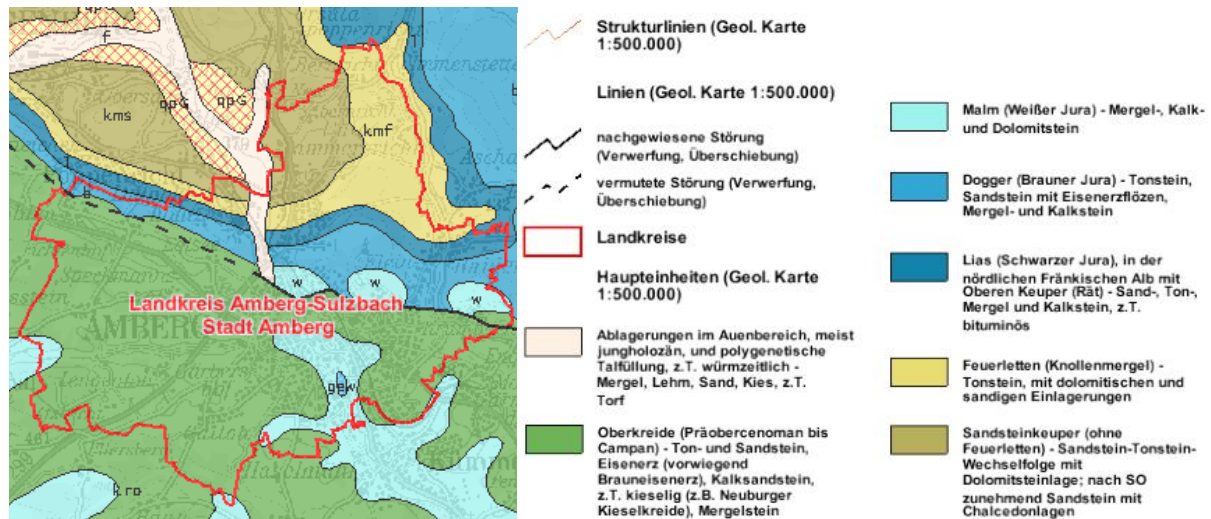 qpG
f
qpG
qpG
kms
kmf
b
w
w
w
Landkreis Amberg-Sulzbach
Stadt Amberg
AMBERG
gew
kro
Strukturlinien (Geol. Karte
1:500.000)
Linien (Geol. Karte 1:500.000)
nachgewiesene Störung
(Verwerfung, Überschiebung)
vermutete Störung (Verwerfung,
Überschiebung)
Landkreise
Haupteinheiten (Geol. Karte
1:500.000)
Ablagerungen im Auenbereich, meist
jungholozän, und polygenetische
Talfüllung, z.T. würmzeitlich -
Mergel, Lehm, Sand, Kies, z.T.
Torf
Oberkreide (Präobercenoman bis
Campan) - Ton- und Sandstein,
Eisenerz (vorwiegend
Brauneisenerz), Kalksandstein,
z.T. kieselig (z.B. Neuburger
Kieselkreide), Mergelstein
Malm (Weißer Jura) - Mergel-, Kalk-
und Dolomitstein
Dogger (Brauner Jura) - Tonstein,
Sandstein mit Eisenerzflözen,
Mergel- und Kalkstein
Lias (Schwarzer Jura), in der
nördlichen Fränkischen Alb mit
Oberen Keuper (Rät) - Sand-, Ton-,
Mergel und Kalkstein, z.T.
bituminös
Feuerletten (Knollenmergel) -
Tonstein, mit dolomitischen und
sandigen Einlagerungen
Sandsteinkeuper (ohne
Feuerletten) - Sandstein-Tonstein-
Wechselfolge mit
Dolomitsteinlage; nach SO
zunehmend Sandstein mit
Chalcedonlagen